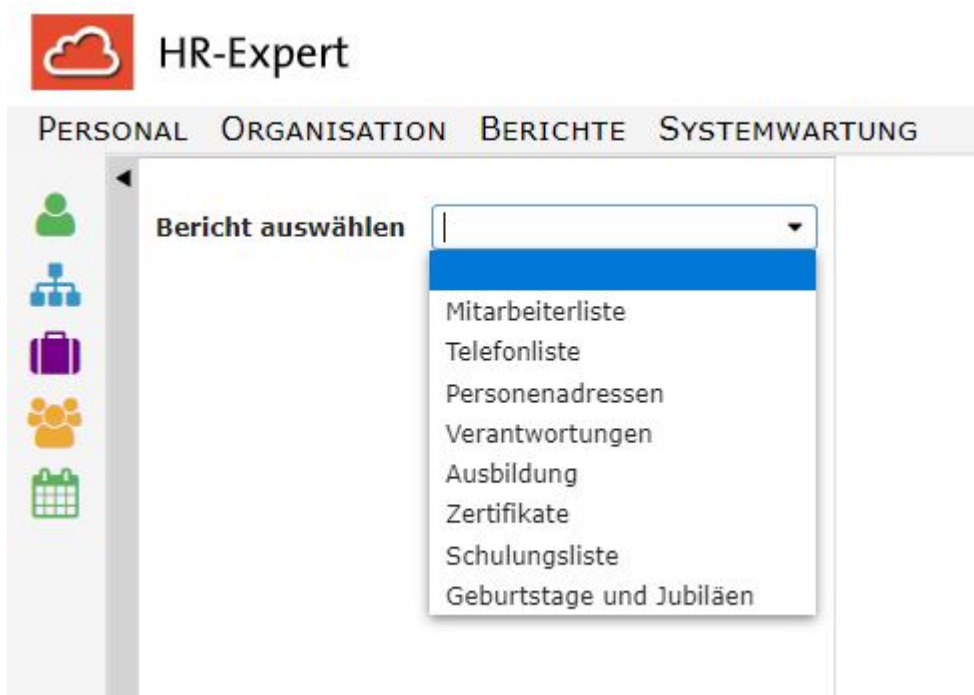 HR-Expert
PERSONAL ORGANISATION BERICHTE SYSTEMWARTUNG
Bericht auswählen
Mitarbeiterliste
Telefonliste
Personenadressen
Verantwortungen
Ausbildung
Zertifikate
Schulungsliste
Geburtstage und Jubiläen